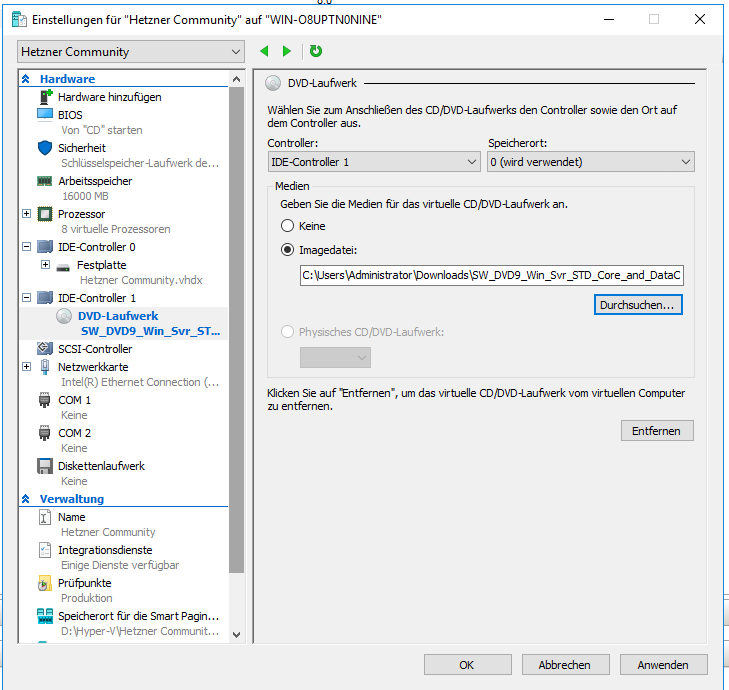 Einstellungen für "Hetzner Community" auf "WIN-O8UPTN0NINE"
Hetzner Community
Hardware
Hardware hinzufügen
BIOS
Von "CD" starten
Sicherheit
Schlüsselspeicher-Laufwerk de...
Arbeitsspeicher
16000 MB
Prozessor
8 virtuelle Prozessoren
IDE-Controller 0
Festplatte
Hetzner Community.vhdx
IDE-Controller 1
DVD-Laufwerk
SW_DVD9_Win_Svr_ST...
SCSI-Controller
Netzwerkkarte
Intel(R) Ethernet Connection (...
COM 1
Keine
COM 2
Keine
Diskettenlaufwerk
Keine
Verwaltung
Name
Hetzner Community
Integrationsdienste
Einige Dienste verfügbar
Prüfpunkte
Produktion
Speicherort für die Smart Pagin...
D:\Hyper-V\Hetzner Communit...
DVD-Laufwerk
Wählen Sie zum Anschließen des CD/DVD-Laufwerks den Controller sowie den Ort auf
dem Controller aus.
Controller:
Speicherort:
IDE-Controller 1
0 (wird verwendet)
Medien
Geben Sie die Medien für das virtuelle CD/DVD-Laufwerk an.
Keine
Imagedatei:
C:\Users\Administrator\Downloads\SW_DVD9_Win_Svr_STD_Core_and_DataC
Durchsuchen...
Physisches CD/DVD-Laufwerk:
Klicken Sie auf "Entfernen", um das virtuelle CD/DVD-Laufwerk vom virtuellen Computer
zu entfernen.
Entfernen
OK
Abbrechen
Anwenden